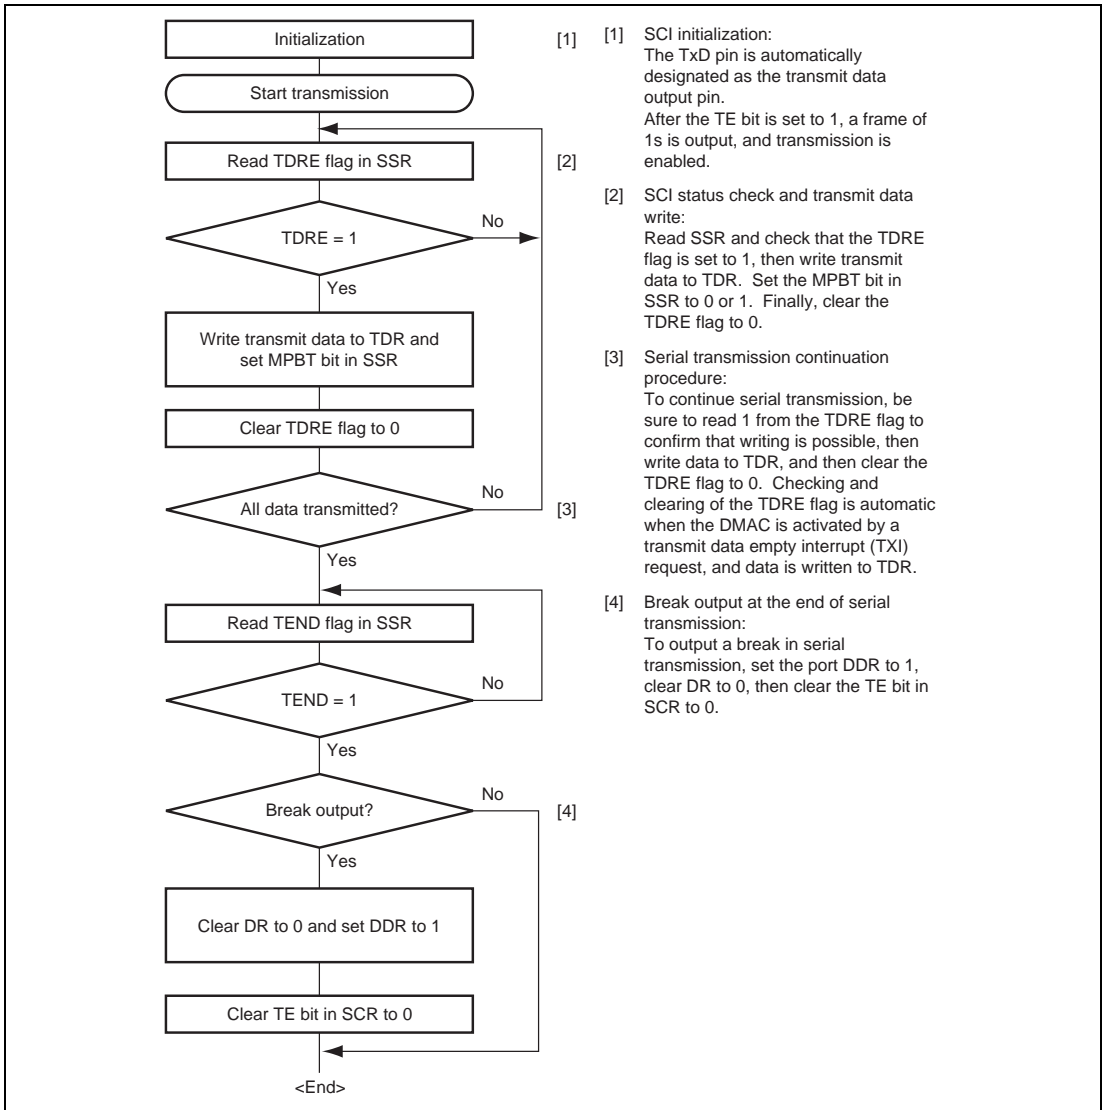 Initialization
[1]
Start transmission
Read TDRE flag in SSR
[2]
TDRE = 1
No
Yes
Write transmit data to TDR and
set MPBT bit in SSR
Clear TDRE flag to 0
All data transmitted?
No
[3]
Yes
Read TEND flag in SSR
TEND = 1
No
Yes
Break output?
No
[4]
Yes
Clear DR to 0 and set DDR to 1
Clear TE bit in SCR to 0
<End>
[1] SCI initialization:
The TxD pin is automatically
designated as the transmit data
output pin.
After the TE bit is set to 1, a frame of
1s is output, and transmission is
enabled.
[2] SCI status check and transmit data
write:
Read SSR and check that the TDRE
flag is set to 1, then write transmit
data to TDR. Set the MPBT bit in
SSR to 0 or 1. Finally, clear the
TDRE flag to 0.
[3] Serial transmission continuation
procedure:
To continue serial transmission, be
sure to read 1 from the TDRE flag to
confirm that writing is possible, then
write data to TDR, and then clear the
TDRE flag to 0. Checking and
clearing of the TDRE flag is automatic
when the DMAC is activated by a
transmit data empty interrupt (TXI)
request, and data is written to TDR.
[4] Break output at the end of serial
transmission:
To output a break in serial
transmission, set the port DDR to 1,
clear DR to 0, then clear the TE bit in
SCR to 0.